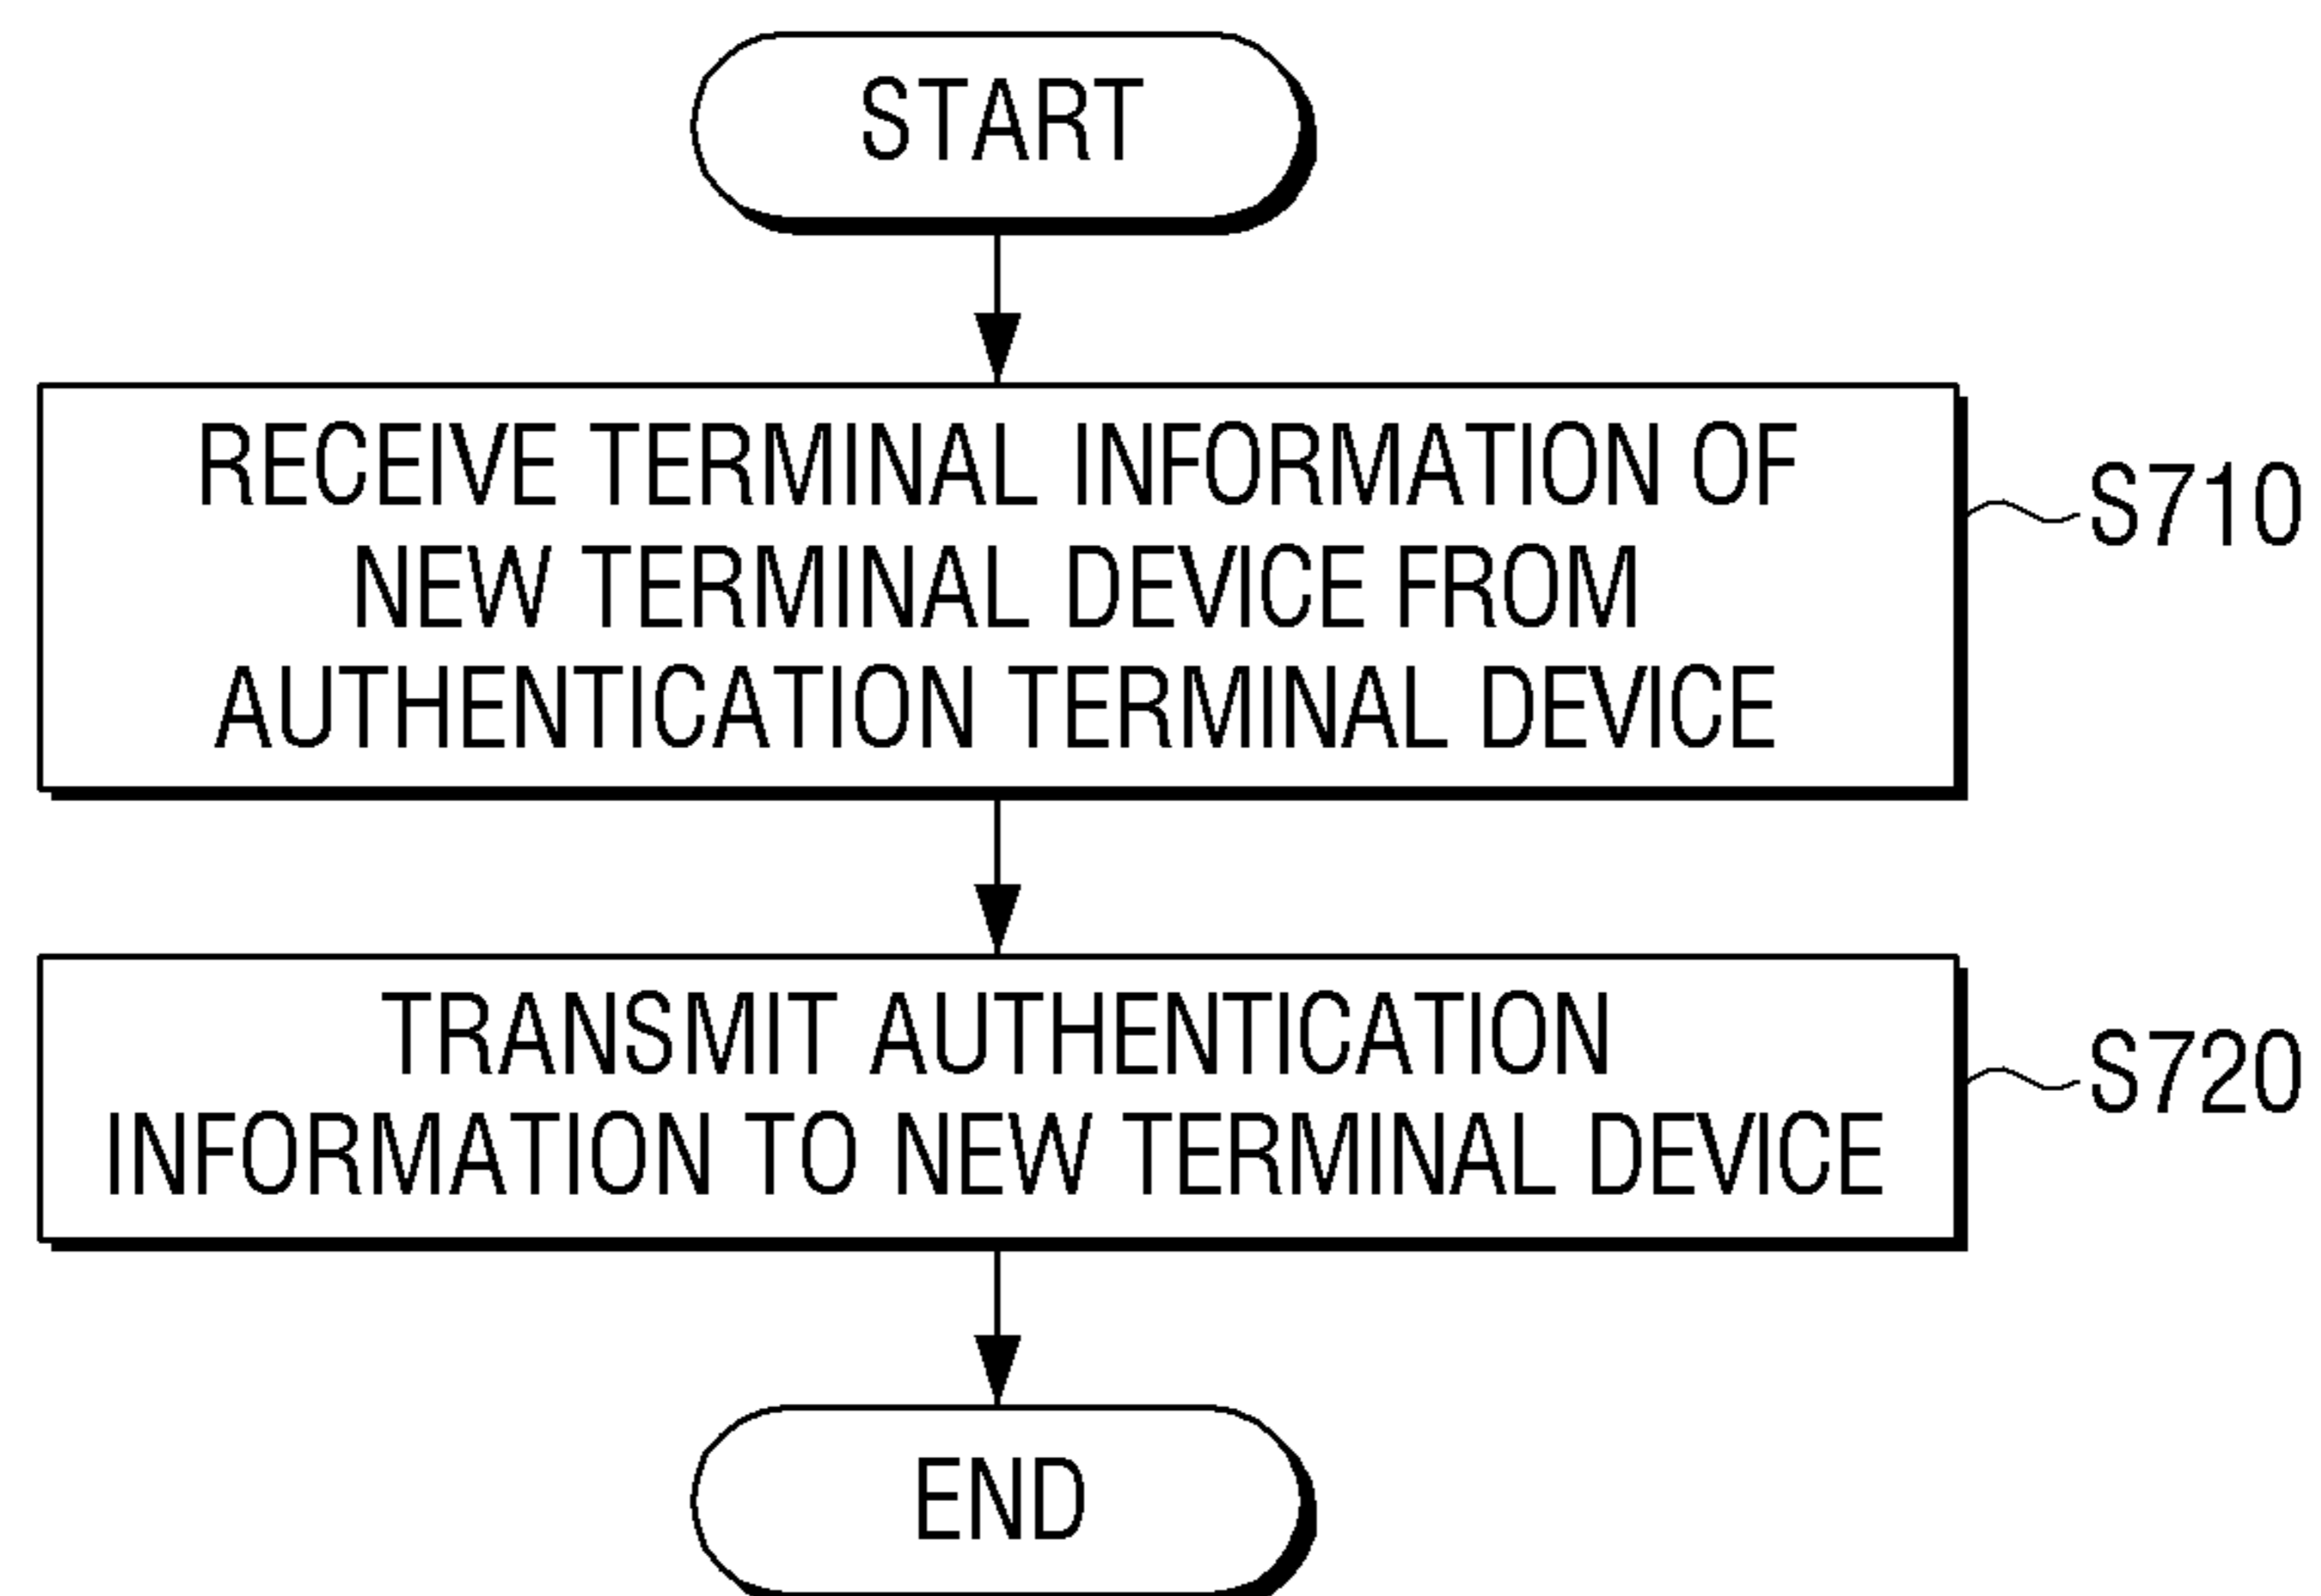 START
RECEIVE TERMINAL INFORMATION OF
NEW TERMINAL DEVICE FROM
AUTHENTICATION TERMINAL DEVICE
S710
TRANSMIT AUTHENTICATION
INFORMATION TO NEW TERMINAL DEVICE
S720
END